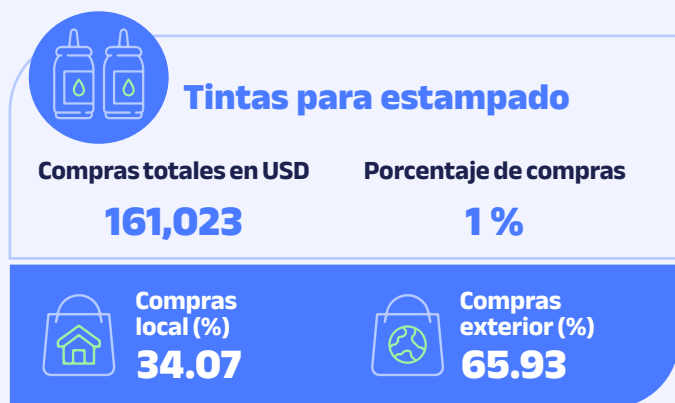 Tintas para estampado
Compras totales en USD
161,023
Porcentaje de compras
1 %
Compras
local (%)
34.07
Compras
exterior (%)
65.93